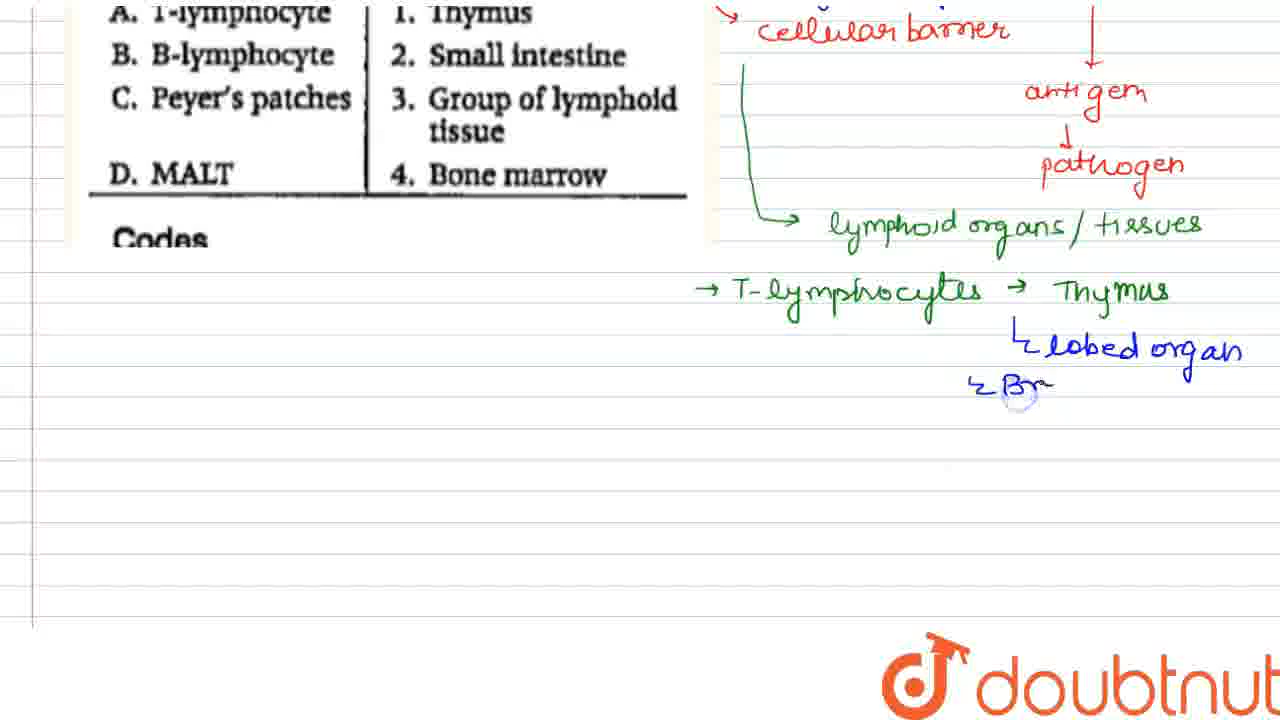 A. T-lymphocyte 1. Thymus
B. B-lymphocyte 2. Small intestine
C. Peyer's patches 3. Group of lymphoid
tissue
D. MALT 4. Bone marrow
Codes
cellular barrier
antigem
pathogen
lymphoid organs / tissues
→ T-lymphocytes → Thymus
lobed organ
doubtnut